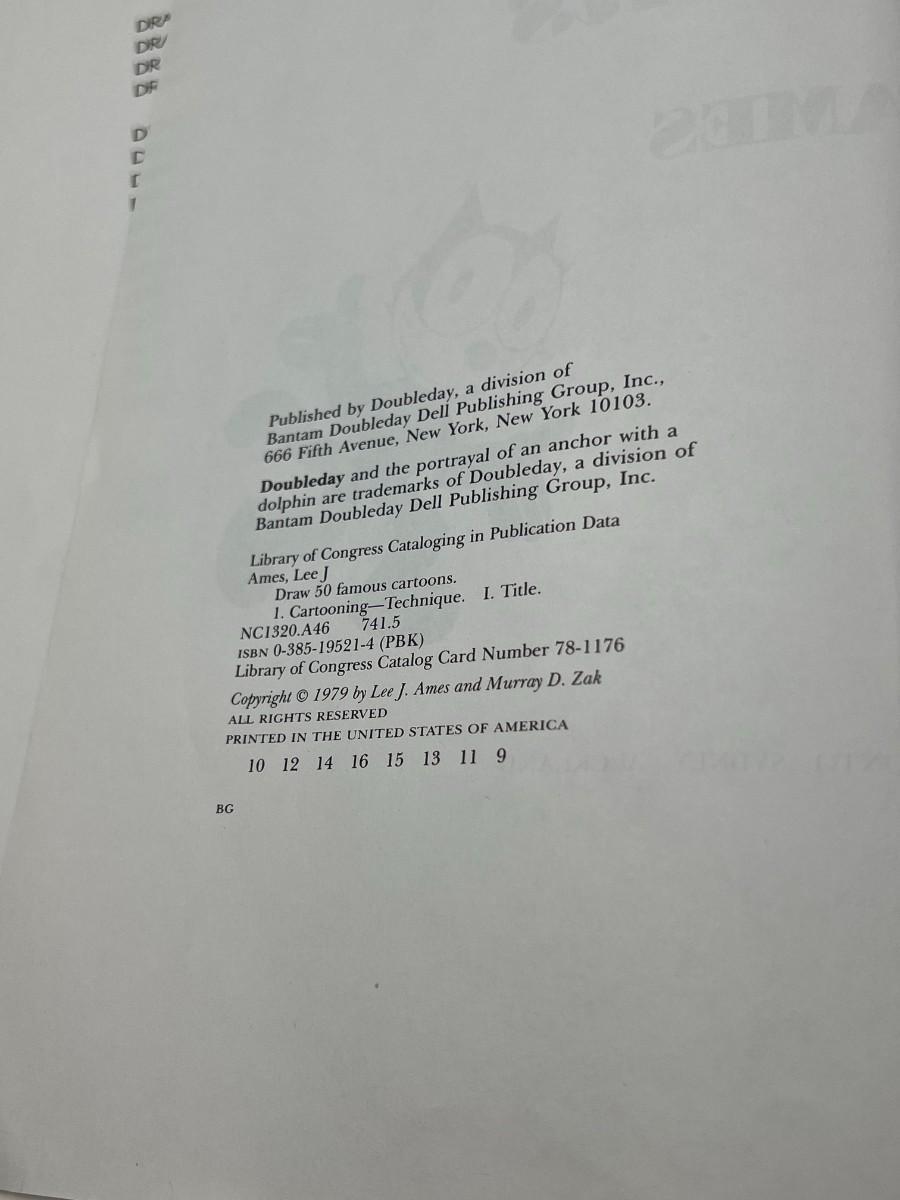 DRA
DR
DR
DF
D
D
AMES
Published by Doubleday, a division of
Bantam Doubleday Dell Publishing Group, Inc.,
666 Fifth Avenue, New York, New York 10103.
Doubleday and the portrayal of an anchor with a
dolphin are trademarks of Doubleday, a division of
Bantam Doubleday Dell Publishing Group, Inc.
Library of Congress Cataloging in Publication Data
Ames, Lee J
Draw 50 famous cartoons.
1. Cartooning—Technique. I. Title.
NC1320.A46 741.5
ISBN 0-385-19521-4 (PBK)
Library of Congress Catalog Card Number 78-1176
Copyright © 1979 by Lee J. Ames and Murray D. Zak
ALL RIGHTS RESERVED
PRINTED IN THE UNITED STATES OF AMERICA
10 12 14 16 15 13 11 9
BG